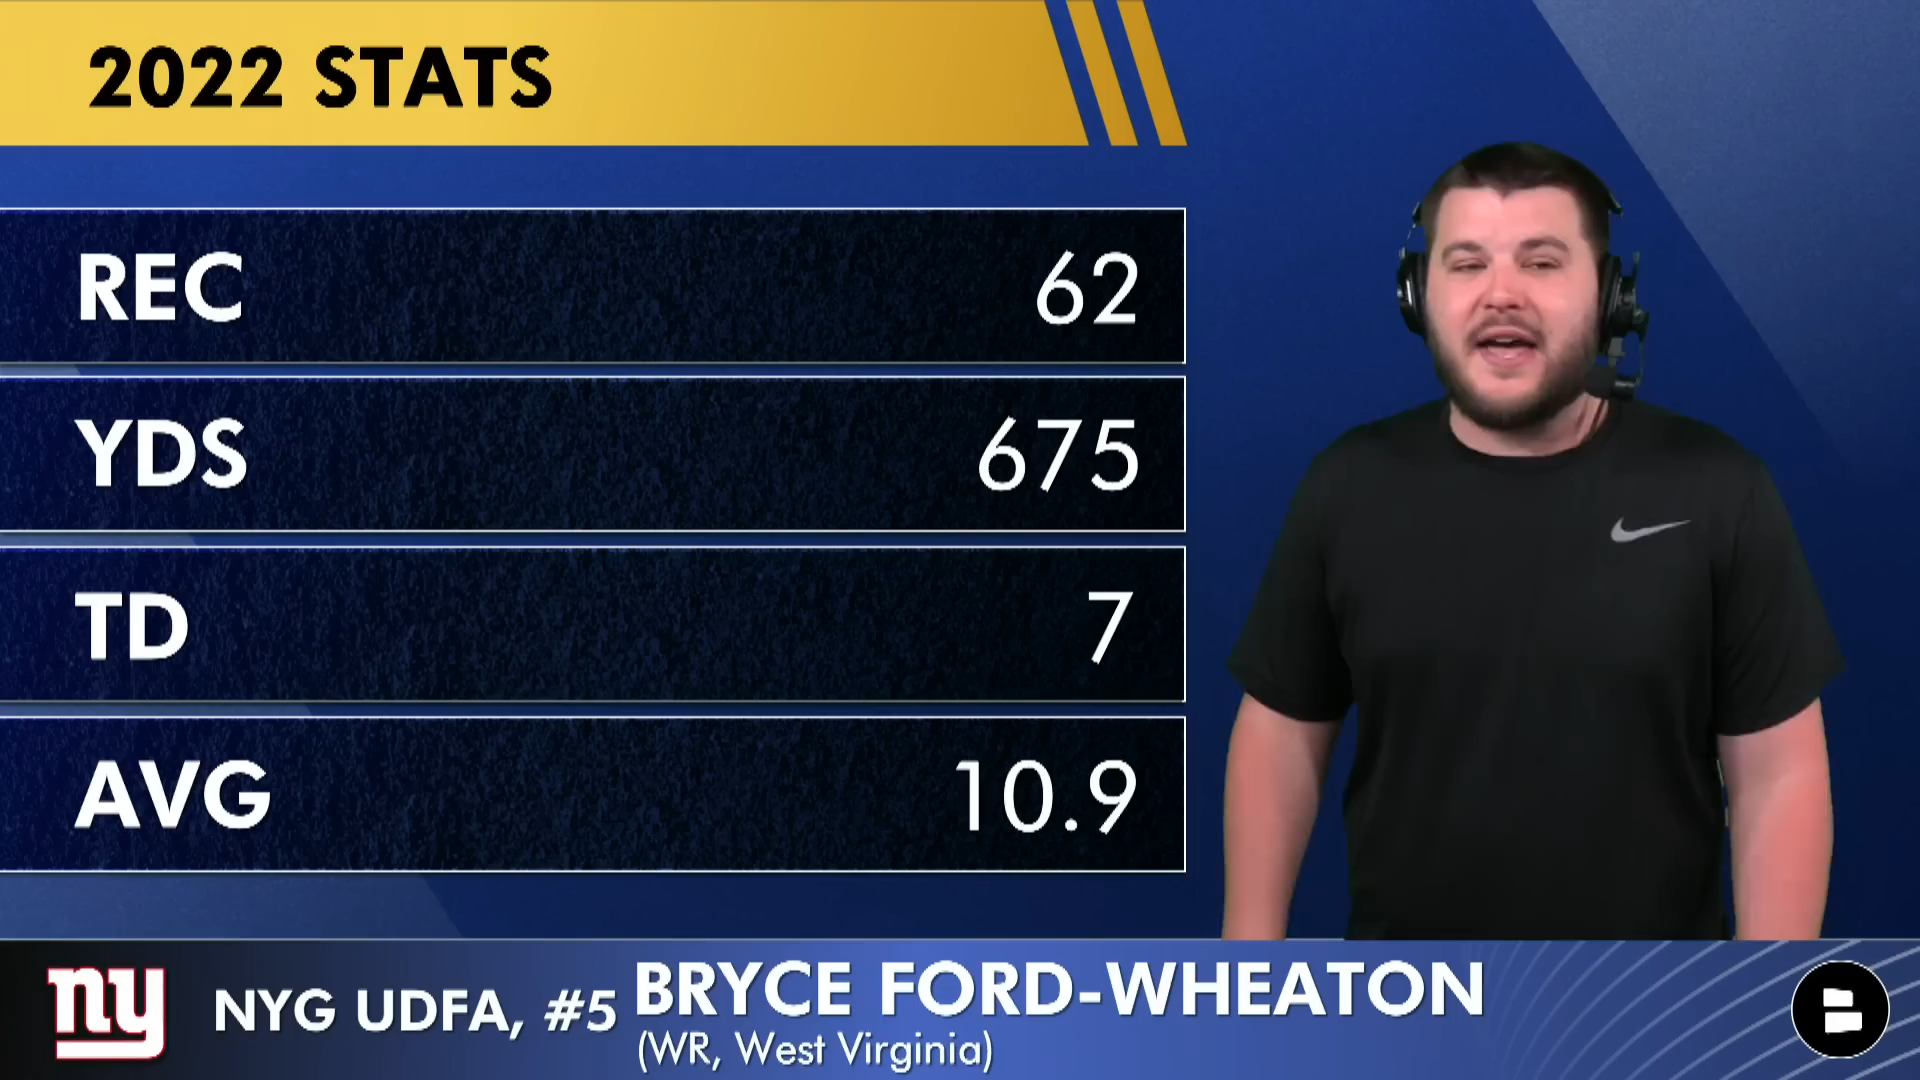 2022 STATS
REC 62
YDS 675
TD 7
AVG 10.9
ny
NYG UDFA, #5 BRYCE FORD-WHEATON
(WR, West Virginia)